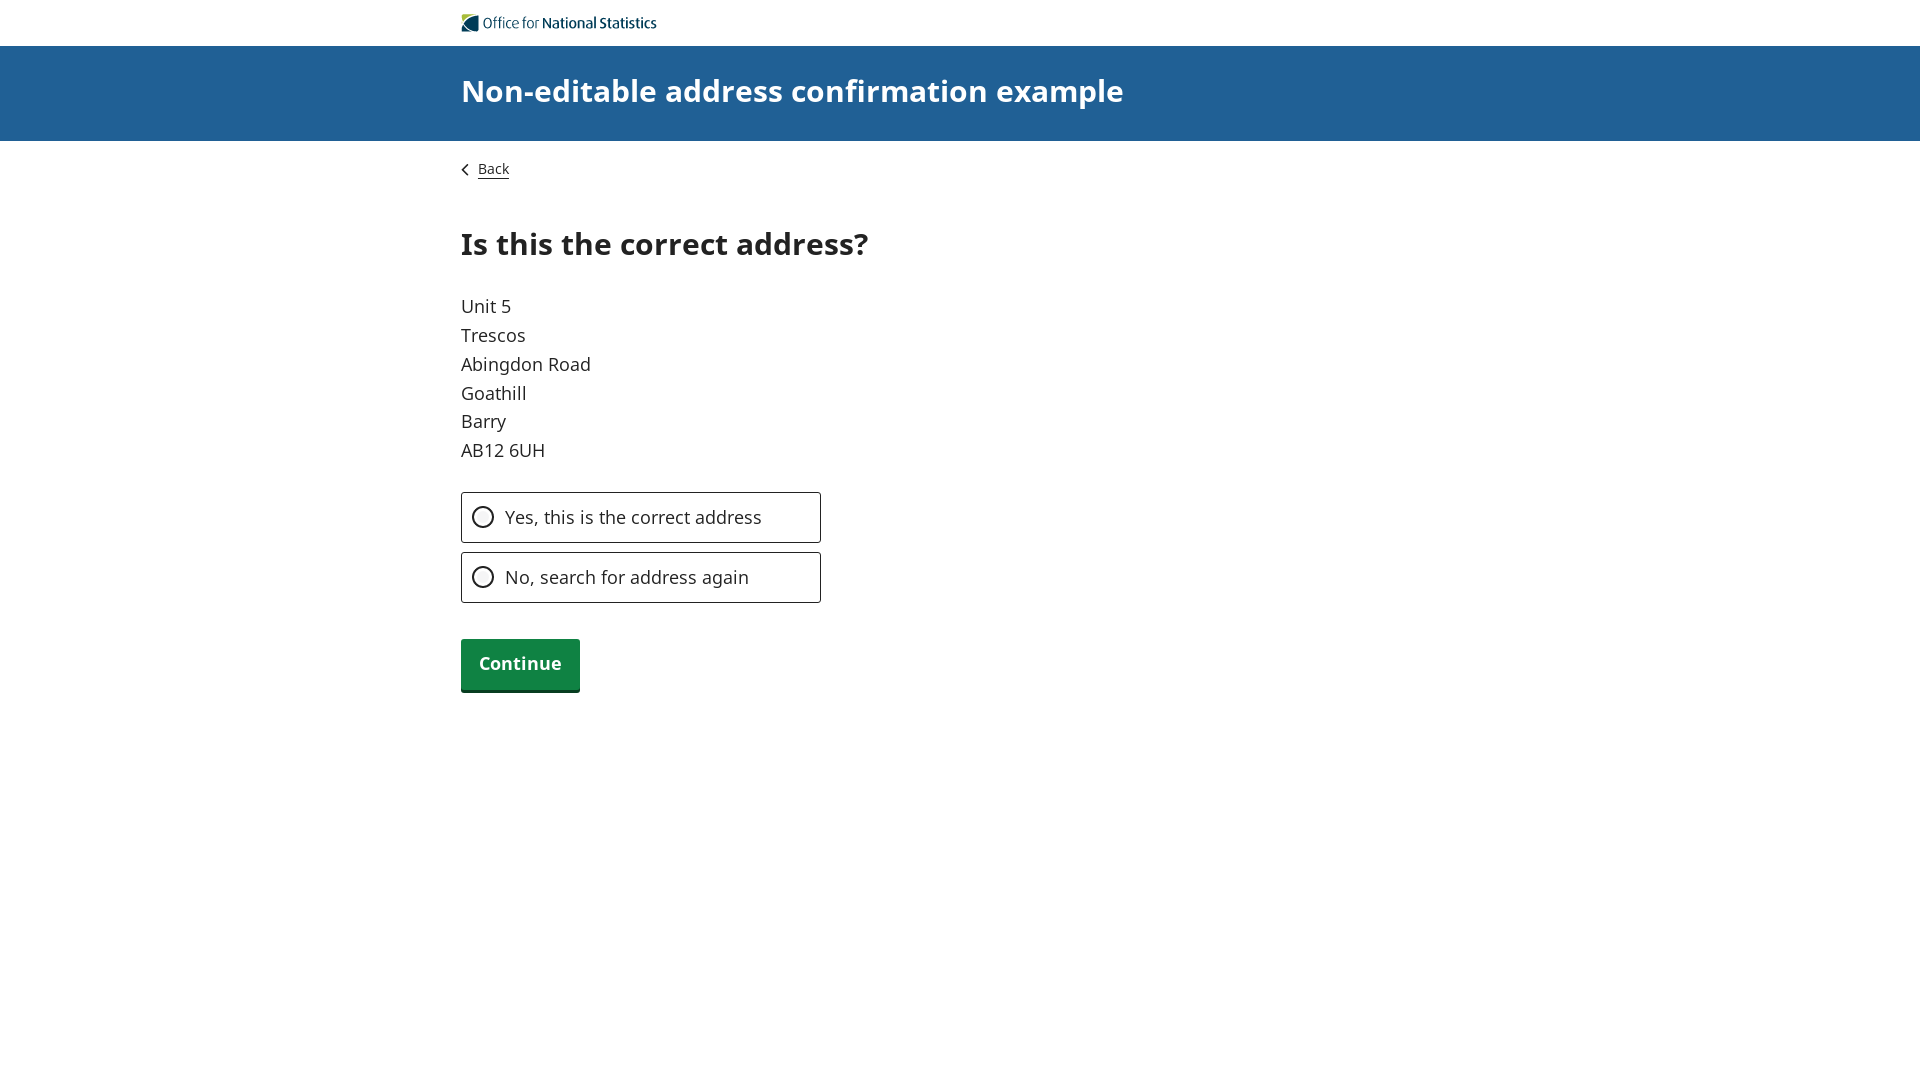 Office for National Statistics
Non-editable address confirmation example
Back
Is this the correct address?
Unit 5
Trescos
Abingdon Road
Goathill
Barry
AB12 6UH
Yes, this is the correct address
No, search for address again
Continue